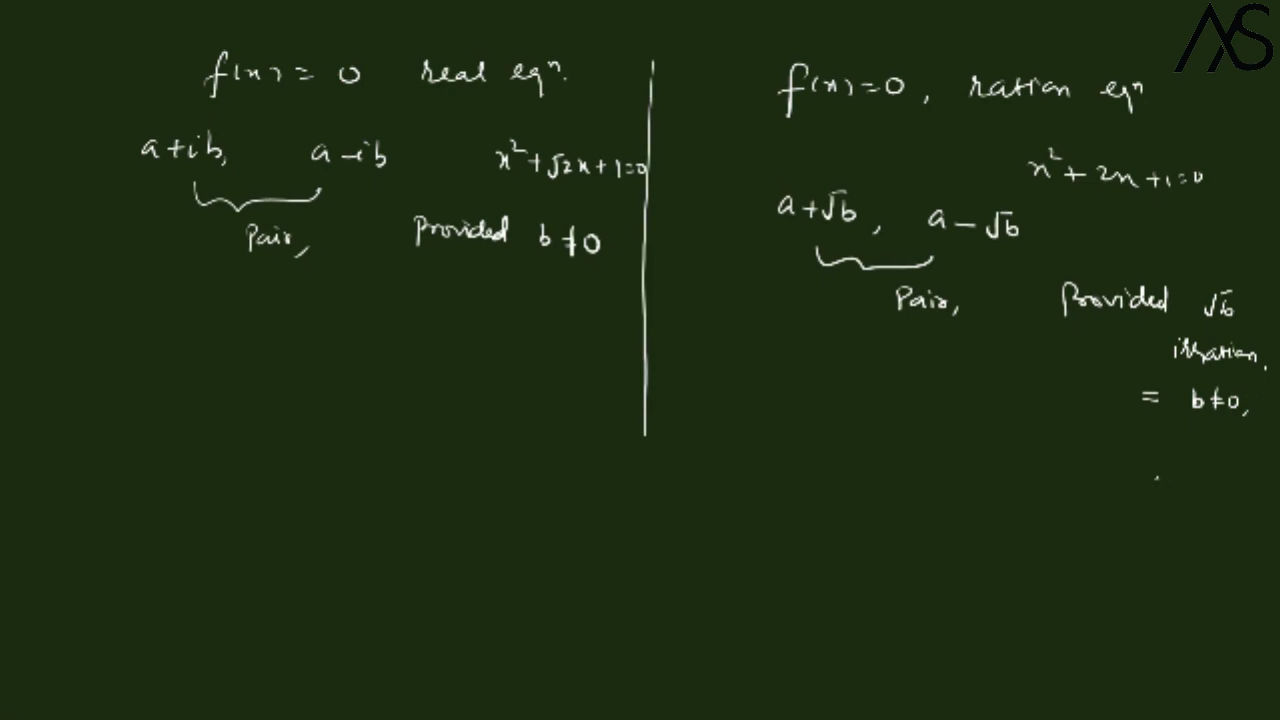 f(x) = 0 real eqⁿ.
a+ib, a-ib x²+√2x+1=0
Pair, Provided b≠0
NS
f(x)=0, ration eqⁿ
x²+2x+1=0
a+√b, a-√b
Pair, Provided √b
irration.
= b≠0,